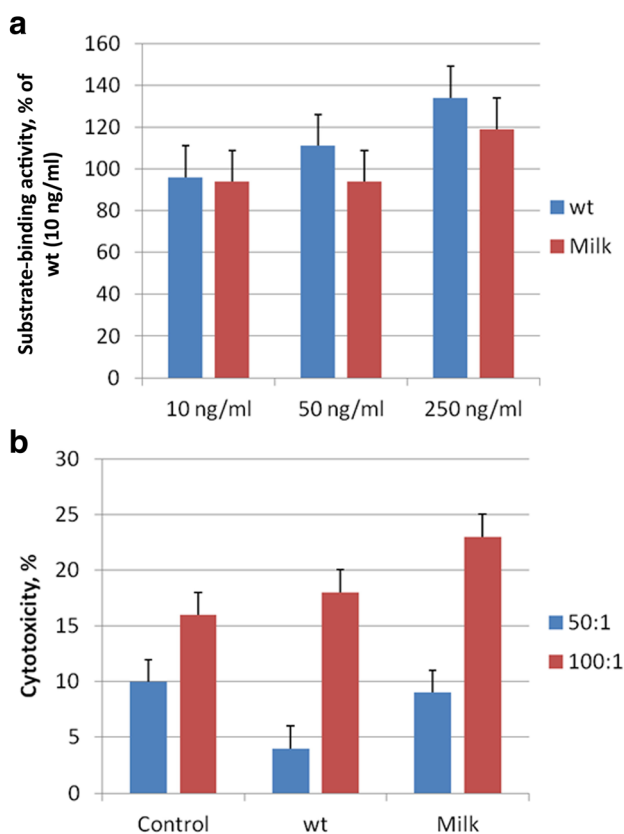 a
Substrate-binding activity, % of
wt (10 ng/ml)
160
140
120
100
80
60
40
20
0
10 ng/ml 50 ng/ml 250 ng/ml
wt
Milk
b
Cytotoxicity, %
30
25
20
15
10
5
0
Control wt Milk
50:1
100:1